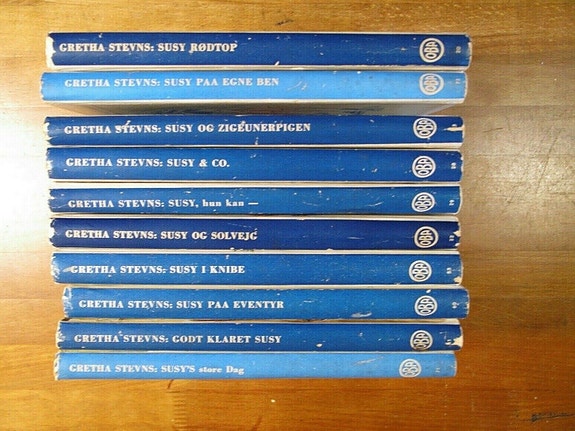 GRETHA STEVNS: SUSY RØDTOP
GRETHA STEVNS: SUSY PAA EGNE BEN
GRETHA STEVNS: SUSY OG ZIGEUNERPIGEN
GRETHA STEVNS: SUSY & CO.
GRETHA STEVNS: SUSY, hun kan —
GRETHA STEVNS: SUSY OG SOLVEJG
GRETHA STEVNS: SUSY I KNIBE
GRETHA STEVNS: SUSY PAA EVENTYR
GRETHA STEVNS: GODT KLARET SUSY
GRETHA STEVNS: SUSY'S store Dag